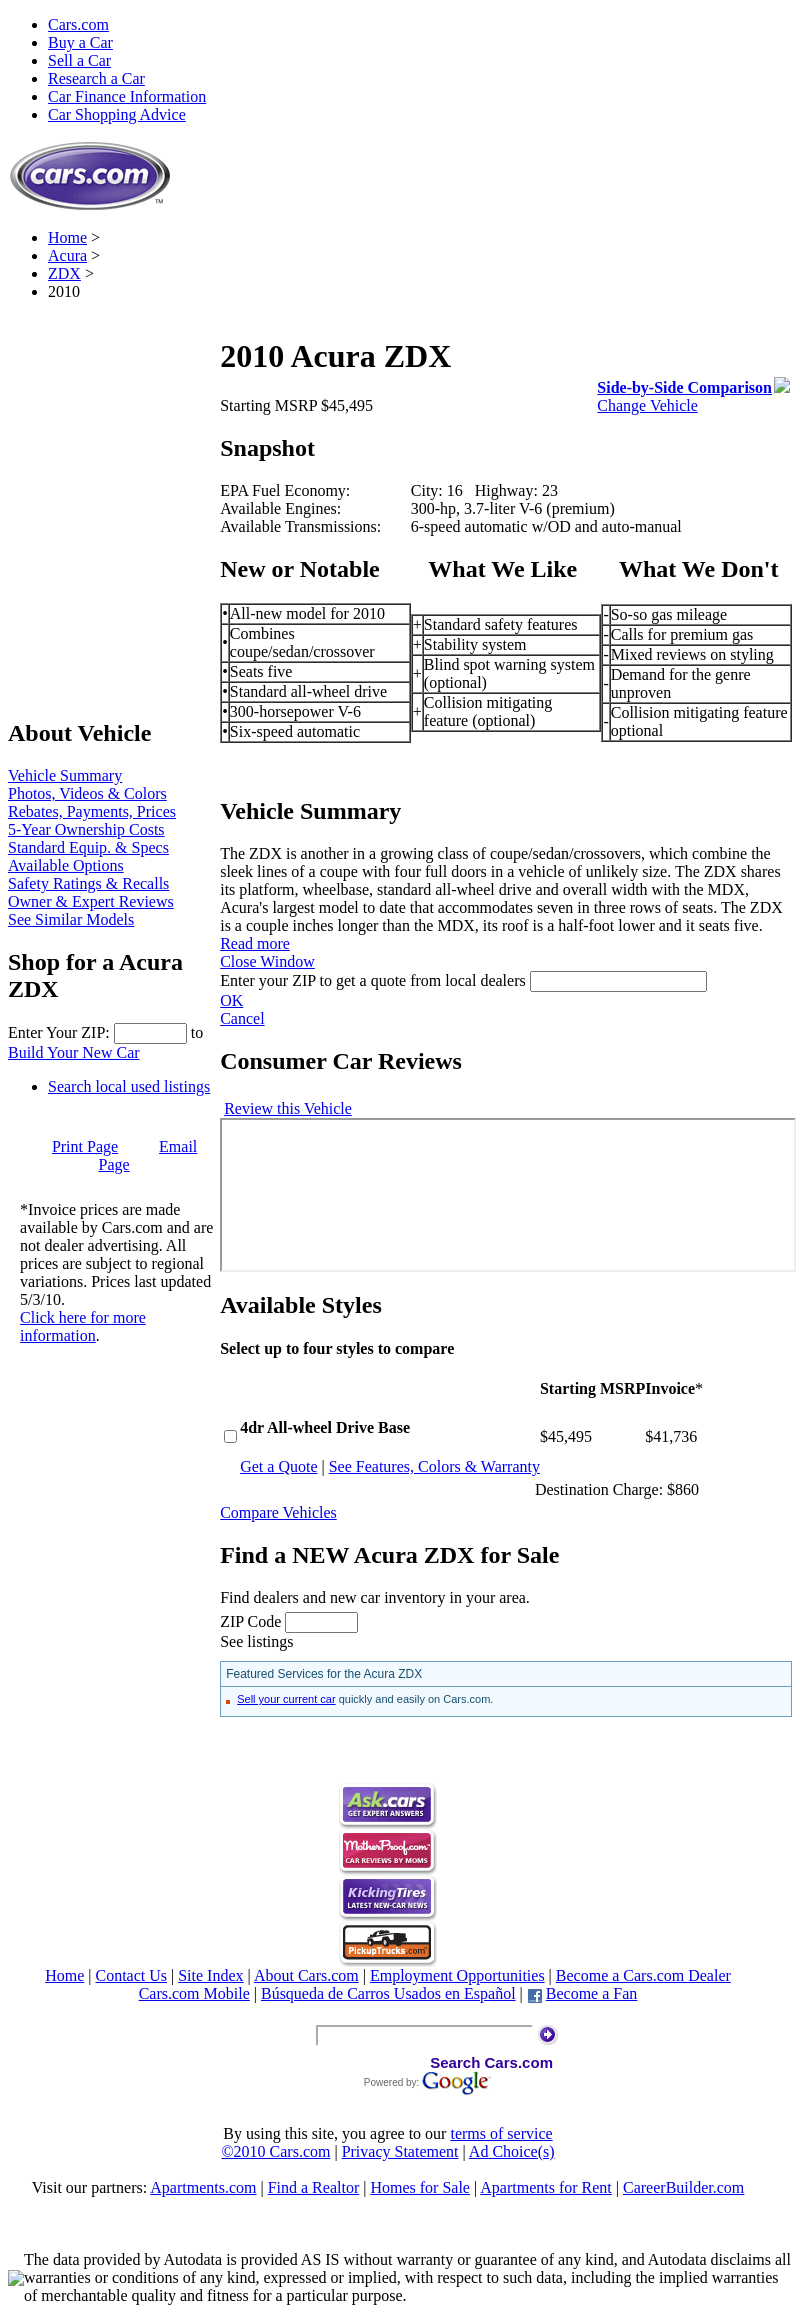 Cars.com
Buy a Car
Sell a Car
Research a Car
Car Finance Information
Car Shopping Advice
cars.com™
Home >
Acura >
ZDX >
2010
2010 Acura ZDX
Side-by-Side Comparison
Starting MSRP $45,495
Change Vehicle
Snapshot
EPA Fuel Economy: City: 16 Highway: 23
Available Engines: 300-hp, 3.7-liter V-6 (premium)
Available Transmissions: 6-speed automatic w/OD and auto-manual
New or Notable
•All-new model for 2010
•Combines
coupe/sedan/crossover
•Seats five
•Standard all-wheel drive
•300-horsepower V-6
•Six-speed automatic
What We Like
+Standard safety features
+Stability system
+Blind spot warning system
(optional)
+Collision mitigating
feature (optional)
What We Don't
-So-so gas mileage
-Calls for premium gas
-Mixed reviews on styling
-Demand for the genre
unproven
-Collision mitigating feature
optional
About Vehicle
Vehicle Summary
Photos, Videos & Colors
Rebates, Payments, Prices
5-Year Ownership Costs
Standard Equip. & Specs
Available Options
Safety Ratings & Recalls
Owner & Expert Reviews
See Similar Models
Shop for a Acura
ZDX
Enter Your ZIP: to
Build Your New Car
Search local used listings
Print Page Email
Page
*Invoice prices are made
available by Cars.com and are
not dealer advertising. All
prices are subject to regional
variations. Prices last updated
5/3/10.
Click here for more
information.
Vehicle Summary
The ZDX is another in a growing class of coupe/sedan/crossovers, which combine the
sleek lines of a coupe with four full doors in a vehicle of unlikely size. The ZDX shares
its platform, wheelbase, standard all-wheel drive and overall width with the MDX,
Acura's largest model to date that accommodates seven in three rows of seats. The ZDX
is a couple inches longer than the MDX, its roof is a half-foot lower and it seats five.
Read more
Close Window
Enter your ZIP to get a quote from local dealers
OK
Cancel
Consumer Car Reviews
Review this Vehicle
Available Styles
Select up to four styles to compare
Starting MSRP Invoice*
4dr All-wheel Drive Base $45,495 $41,736
Get a Quote | See Features, Colors & Warranty
Destination Charge: $860
Compare Vehicles
Find a NEW Acura ZDX for Sale
Find dealers and new car inventory in your area.
ZIP Code
See listings
Featured Services for the Acura ZDX
Sell your current car quickly and easily on Cars.com.
Ask.cars
GET EXPERT ANSWERS
MotherProof.com
CAR REVIEWS BY MOMS
KickingTires
LATEST NEW-CAR NEWS
PickupTrucks.com
Home | Contact Us | Site Index | About Cars.com | Employment Opportunities | Become a Cars.com Dealer
Cars.com Mobile | Búsqueda de Carros Usados en Español | Become a Fan
Search Cars.com
Powered by: Google
By using this site, you agree to our terms of service
©2010 Cars.com | Privacy Statement | Ad Choice(s)
Visit our partners: Apartments.com | Find a Realtor | Homes for Sale | Apartments for Rent | CareerBuilder.com
The data provided by Autodata is provided AS IS without warranty or guarantee of any kind, and Autodata disclaims all
warranties or conditions of any kind, expressed or implied, with respect to such data, including the implied warranties
of merchantable quality and fitness for a particular purpose.